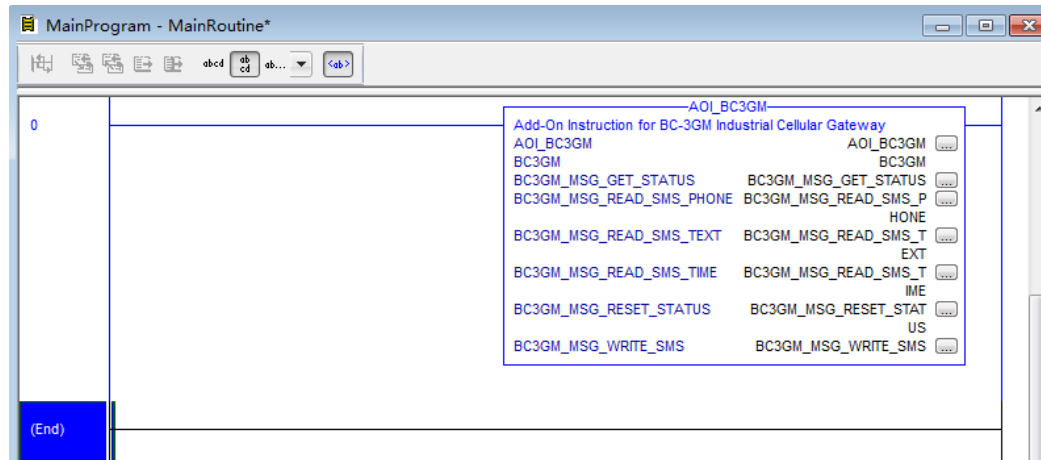 MainProgram - MainRoutine*
abcd ab cd ab... <ab>
AOI_BC3GM
0
Add-On Instruction for BC-3GM Industrial Cellular Gateway
AOI_BC3GM AOI_BC3GM ...
BC3GM BC3GM
BC3GM_MSG_GET_STATUS BC3GM_MSG_GET_STATUS ...
BC3GM_MSG_READ_SMS_PHONE BC3GM_MSG_READ_SMS_P ...
HONE
BC3GM_MSG_READ_SMS_TEXT BC3GM_MSG_READ_SMS_T ...
EXT
BC3GM_MSG_READ_SMS_TIME BC3GM_MSG_READ_SMS_T ...
IME
BC3GM_MSG_RESET_STATUS BC3GM_MSG_RESET_STAT ...
US
BC3GM_MSG_WRITE_SMS BC3GM_MSG_WRITE_SMS ...
(End)